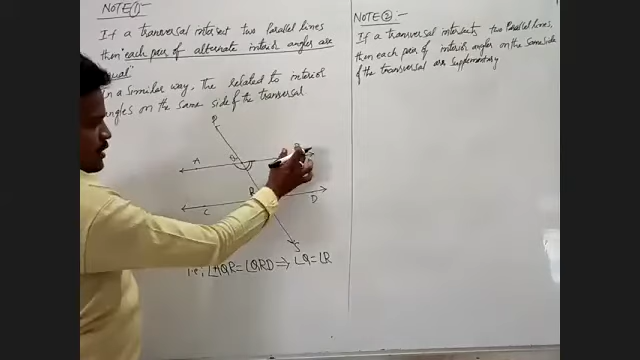 NOTE ①
If a transversal intersect two Parallel lines
then "each pair of alternate interior angles are
equal"
In a similar way, The related to interior
angles on the same side of the transversal
P
A
B
R
C
D
S
i.e, ∠AQR = ∠QRD ⇒ ∠Q = ∠R
NOTE ②
If a transversal intersects two Parallel lines,
then each pair of interior angles on the same side
of the transversal are supplementary